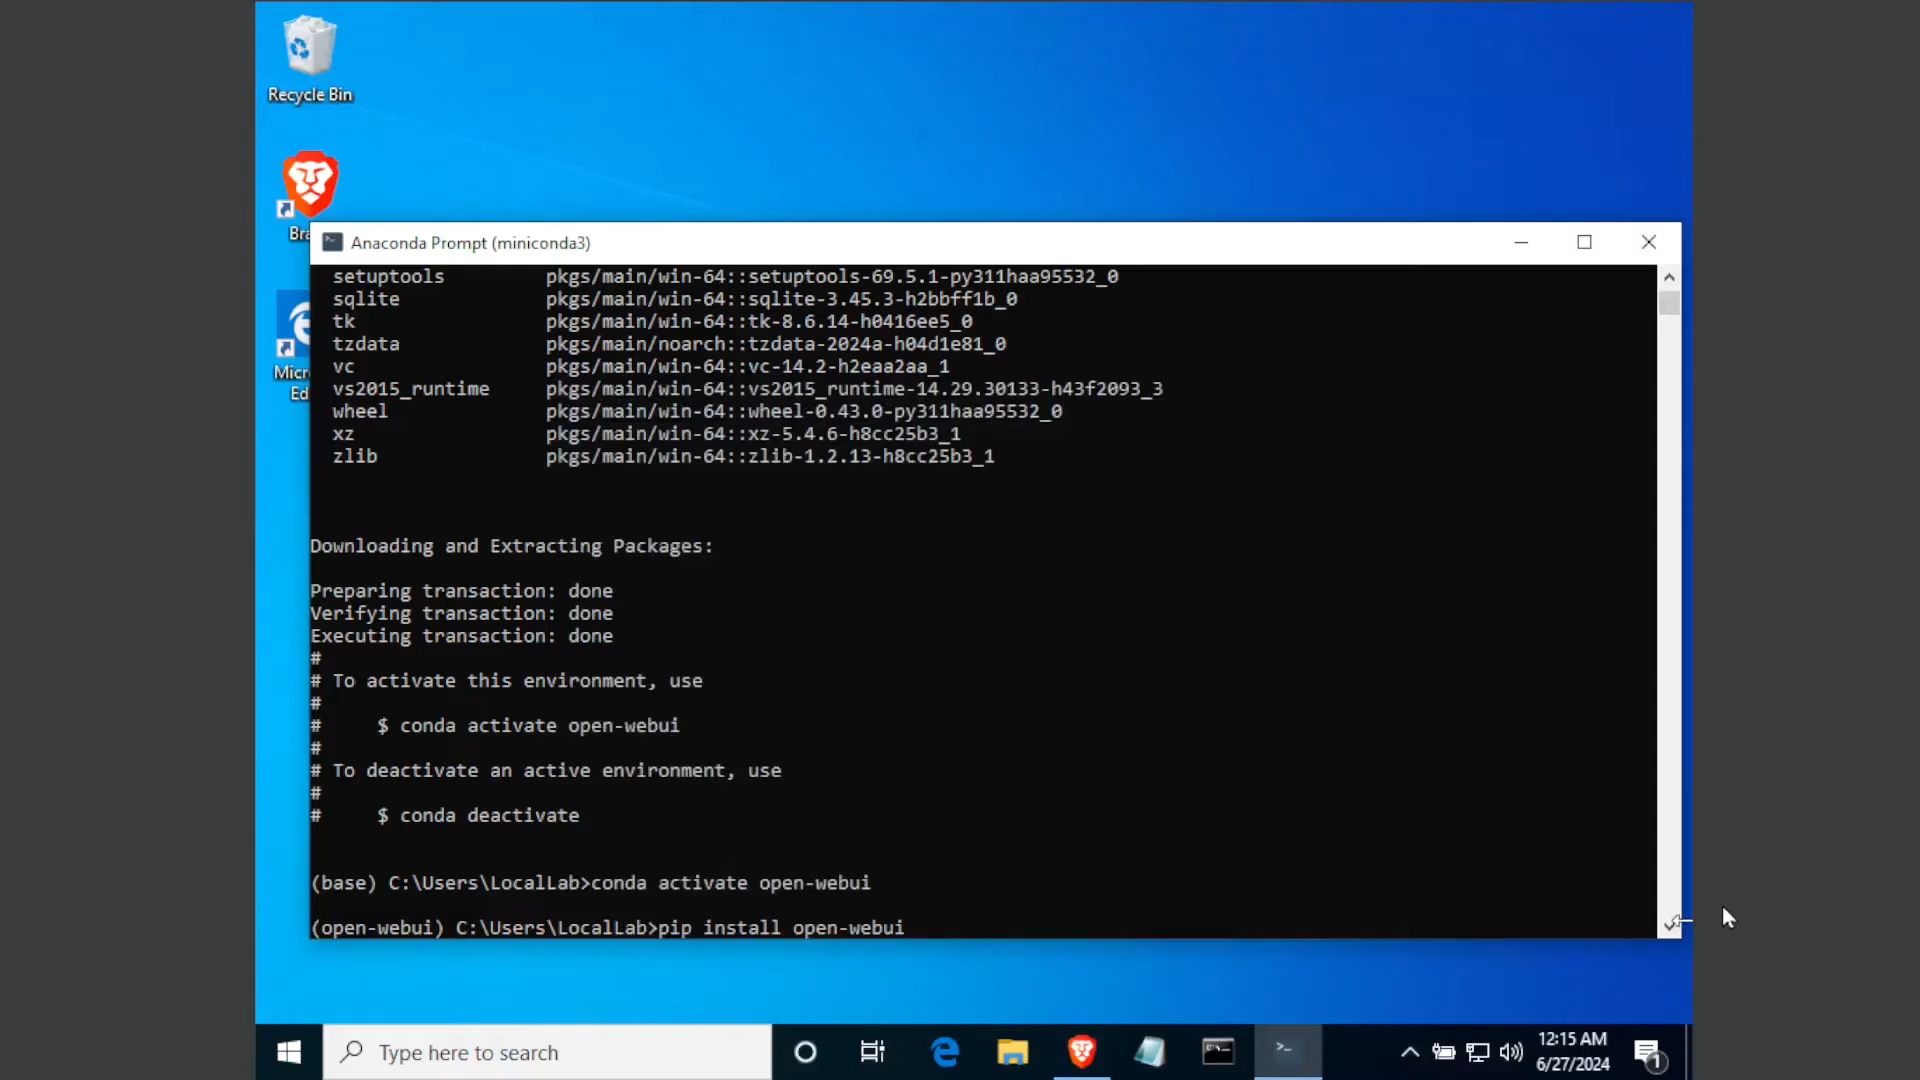 Recycle Bin
Bra
Micr
Ed
Anaconda Prompt (miniconda3)
setuptools pkgs/main/win-64::setuptools-69.5.1-py311haa95532_0
sqlite pkgs/main/win-64::sqlite-3.45.3-h2bbff1b_0
tk pkgs/main/win-64::tk-8.6.14-h0416ee5_0
tzdata pkgs/main/noarch::tzdata-2024a-h04d1e81_0
vc pkgs/main/win-64::vc-14.2-h2eaa2aa_1
vs2015_runtime pkgs/main/win-64::vs2015_runtime-14.29.30133-h43f2093_3
wheel pkgs/main/win-64::wheel-0.43.0-py311haa95532_0
xz pkgs/main/win-64::xz-5.4.6-h8cc25b3_1
zlib pkgs/main/win-64::zlib-1.2.13-h8cc25b3_1
Downloading and Extracting Packages:
Preparing transaction: done
Verifying transaction: done
Executing transaction: done
#
# To activate this environment, use
#
# $ conda activate open-webui
#
# To deactivate an active environment, use
#
# $ conda deactivate
(base) C:\Users\LocalLab>conda activate open-webui
(open-webui) C:\Users\LocalLab>pip install open-webui
Type here to search
12:15 AM
6/27/2024
1